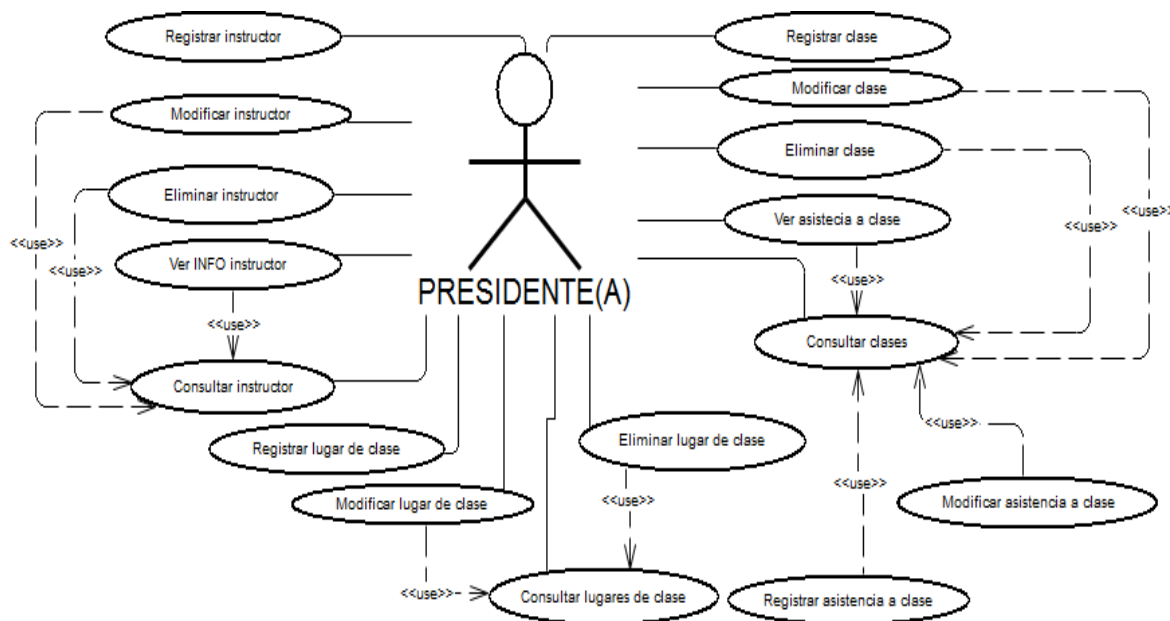 Registrar instructor
Registrar clase
Modificar instructor
Modificar clase
Eliminar instructor
Eliminar clase
Ver INFO instructor
Ver asistecia a clase
<<use>>
<<use>>
<<use>>
<<use>>
<<use>>
<<use>>
PRESIDENTE(A)
Consultar instructor
Consultar clases
Registrar lugar de clase
Eliminar lugar de clase
Modificar lugar de clase
<<use>>
<<use>>
<<use>>
Modificar asistencia a clase
<<use>>
Consultar lugares de clase
Registrar asistencia a clase